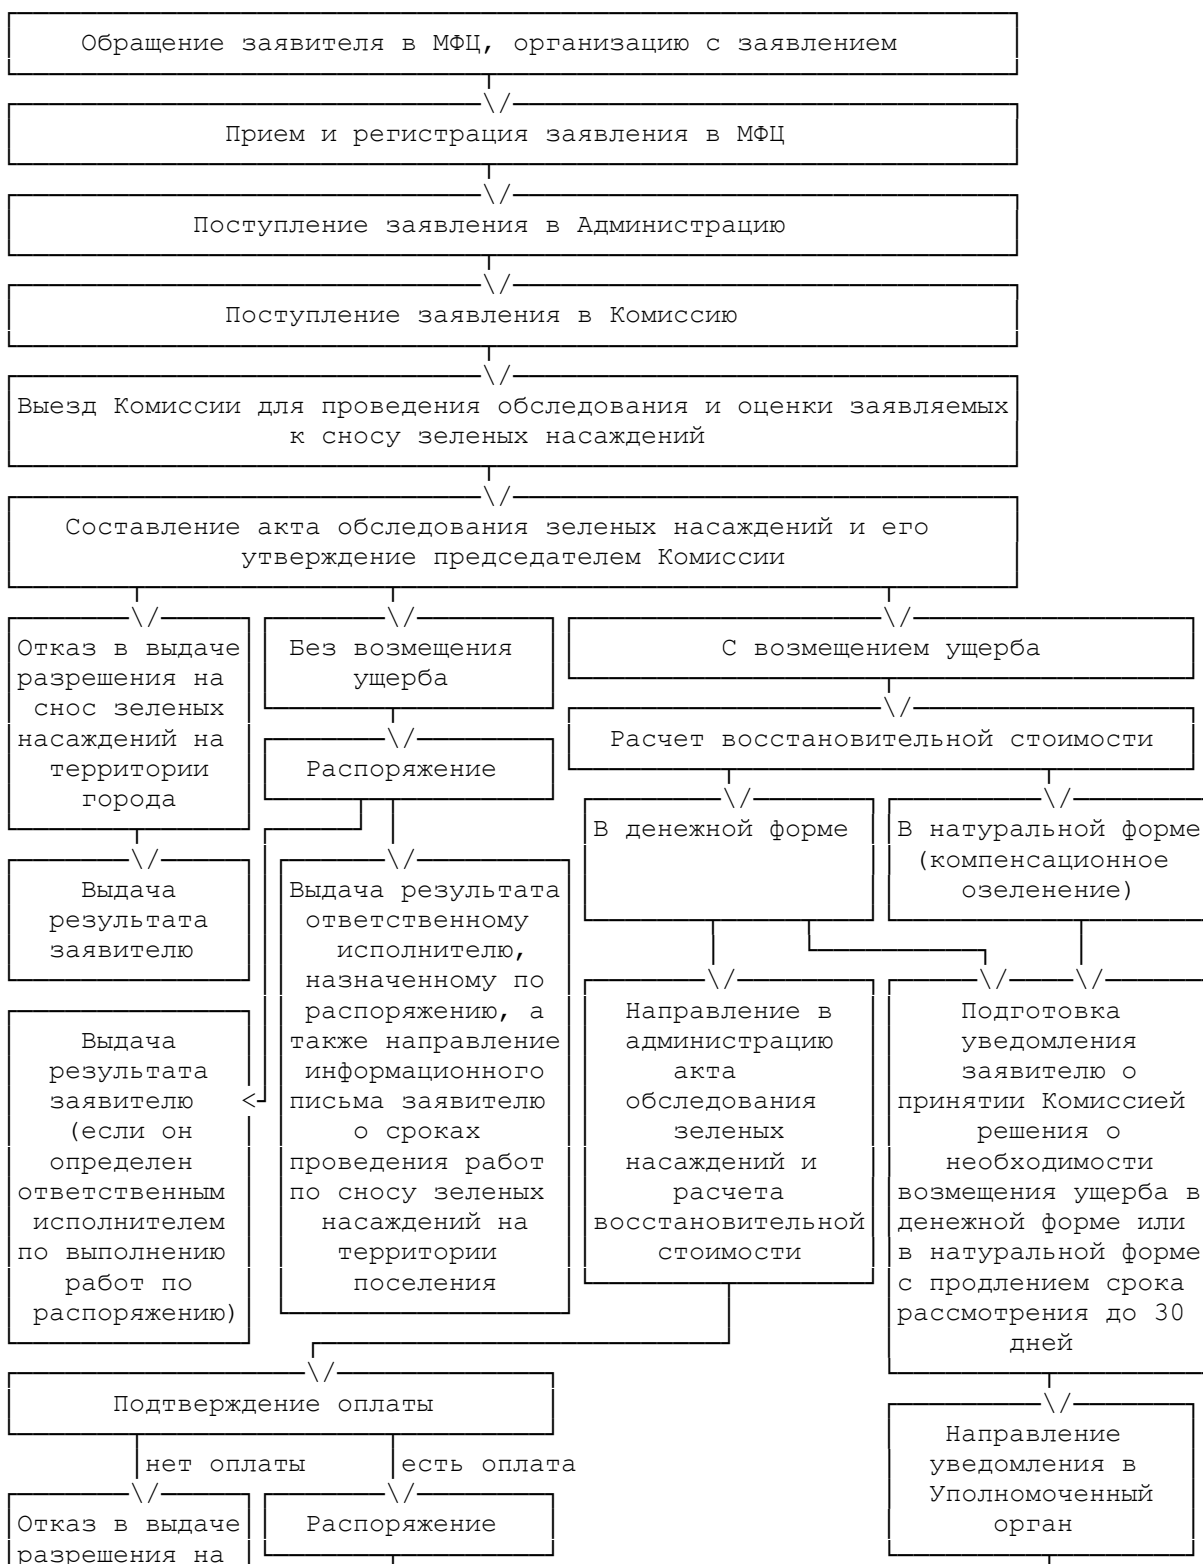 Обращение заявителя в МФЦ, организацию с заявлением
Прием и регистрация заявления в МФЦ
Поступление заявления в Администрацию
Поступление заявления в Комиссию
Выезд Комиссии для проведения обследования и оценки заявляемых
к сносу зеленых насаждений
Составление акта обследования зеленых насаждений и его
утверждение председателем Комиссии
Отказ в выдаче
разрешения на
снос зеленых
насаждений на
территории
города
Без возмещения
ущерба
С возмещением ущерба
Распоряжение
Расчет восстановительной стоимости
В денежной форме
В натуральной форме
(компенсационное
озеленение)
Выдача
результата
заявителю
Выдача результата
ответственному
исполнителю,
назначенному по
распоряжению, а
также направление
информационного
письма заявителю
о сроках
проведения работ
по сносу зеленых
насаждений на
территории
поселения
Выдача
результата
заявителю
(если он
определен
ответственным
исполнителем
по выполнению
работ по
распоряжению)
Направление в
администрацию
акта
обследования
зеленых
насаждений и
расчета
восстановительной
стоимости
Подготовка
уведомления
заявителю о
принятии Комиссией
решения о
необходимости
возмещения ущерба в
денежной форме или
в натуральной форме
с продлением срока
рассмотрения до 30
дней
Подтверждение оплаты
нет оплаты
есть оплата
Направление
уведомления в
Уполномоченный
орган
Отказ в выдаче
разрешения на
Распоряжение